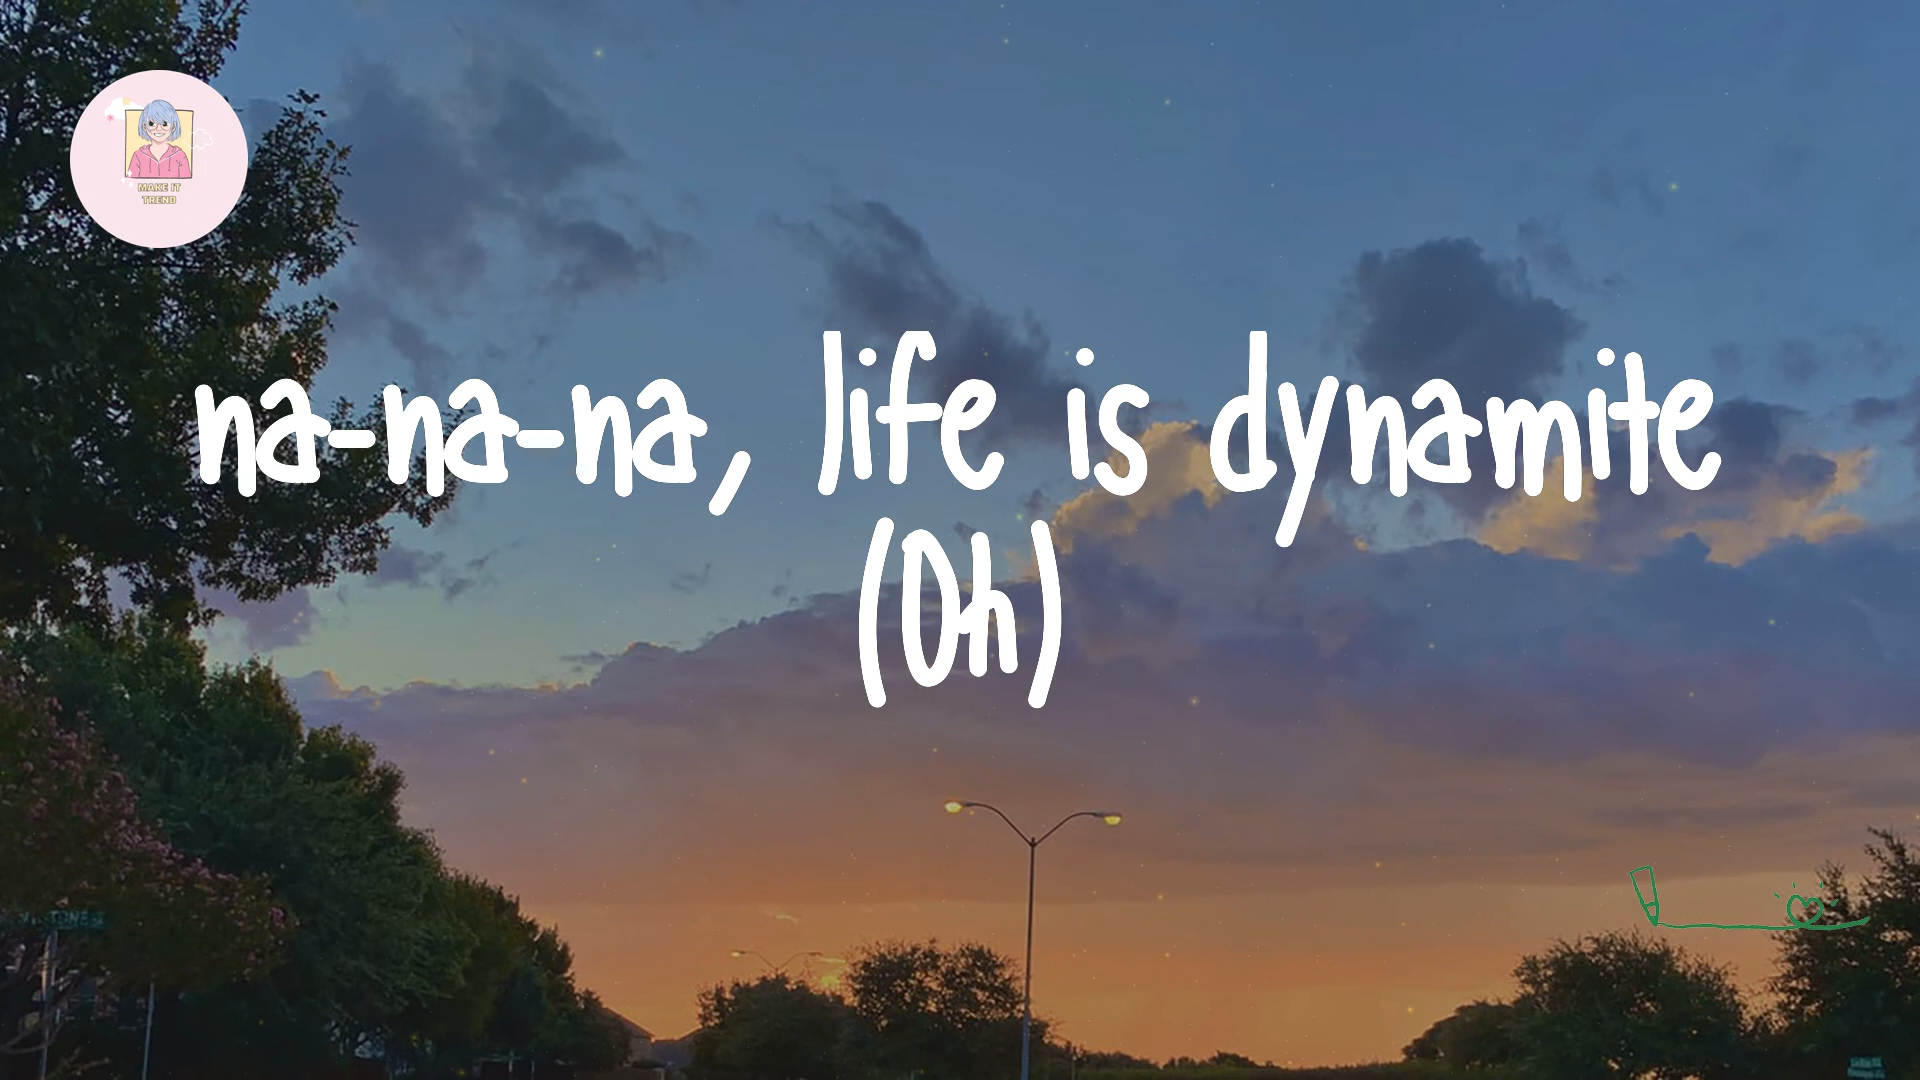 MAKE IT
TREND
na-na-na, life is dynamite
(Oh)